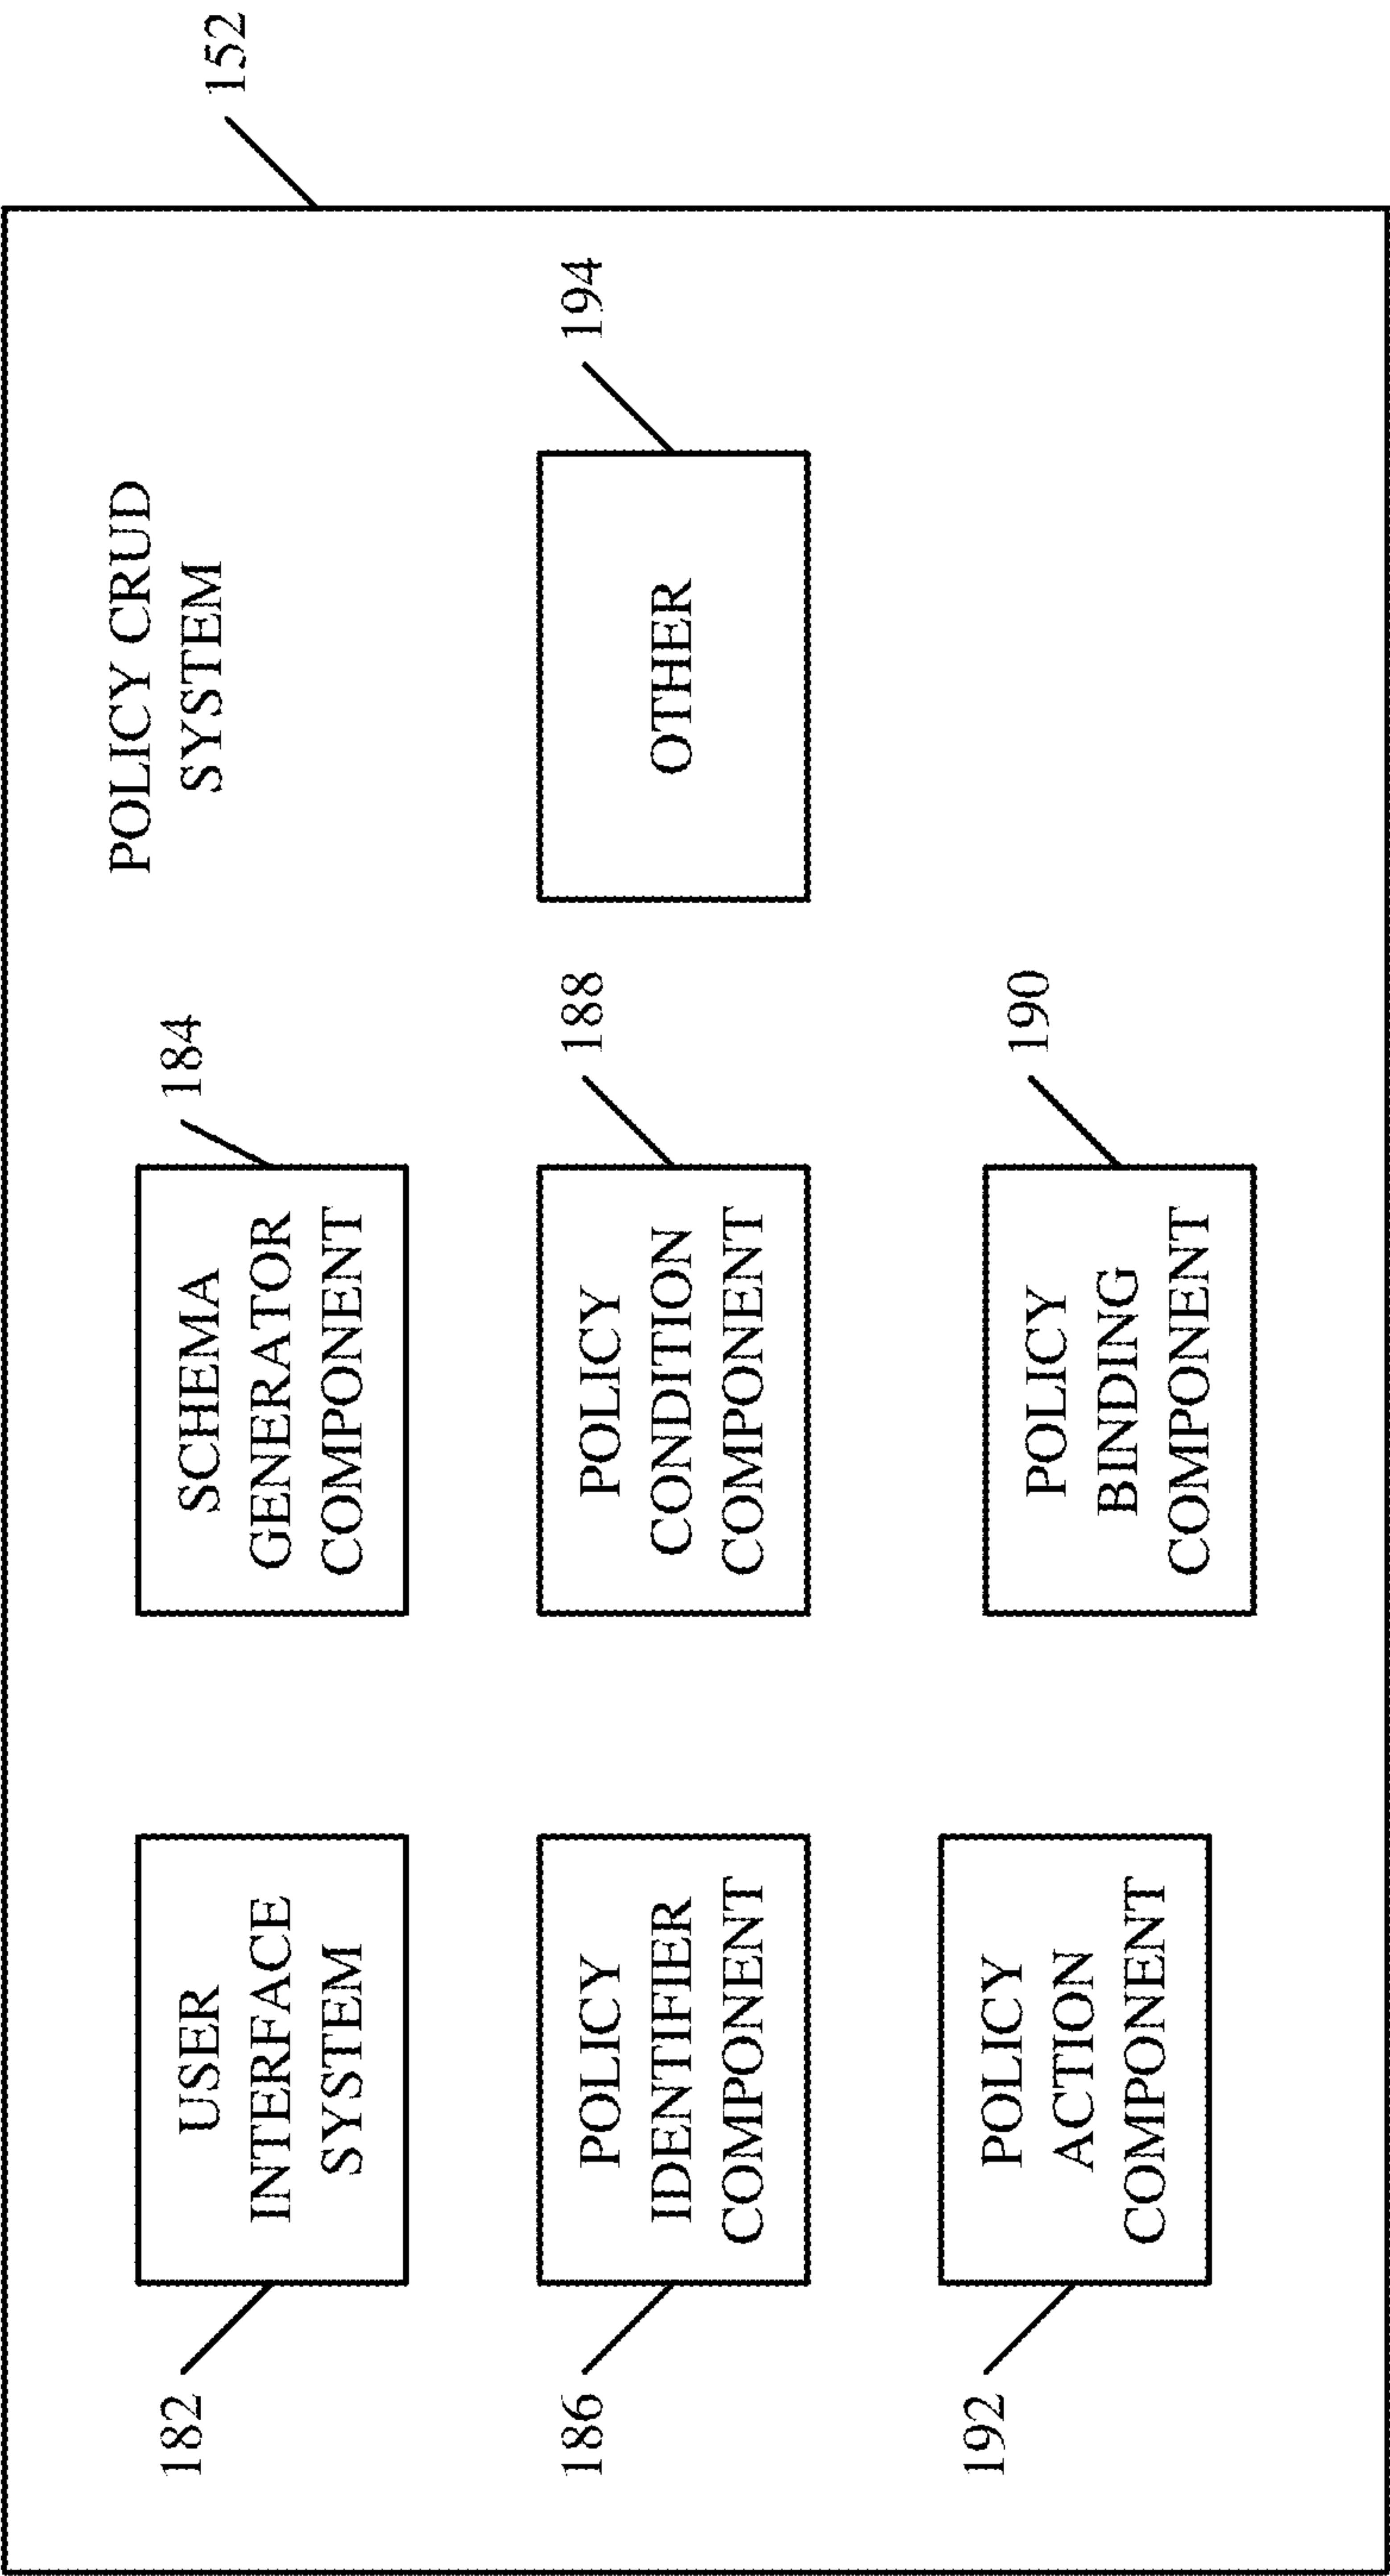 152
POLICY CRUD
SYSTEM
182
USER
INTERFACE
SYSTEM
184
SCHEMA
GENERATOR
COMPONENT
186
POLICY
IDENTIFIER
COMPONENT
188
POLICY
CONDITION
COMPONENT
194
OTHER
192
POLICY
ACTION
COMPONENT
190
POLICY
BINDING
COMPONENT